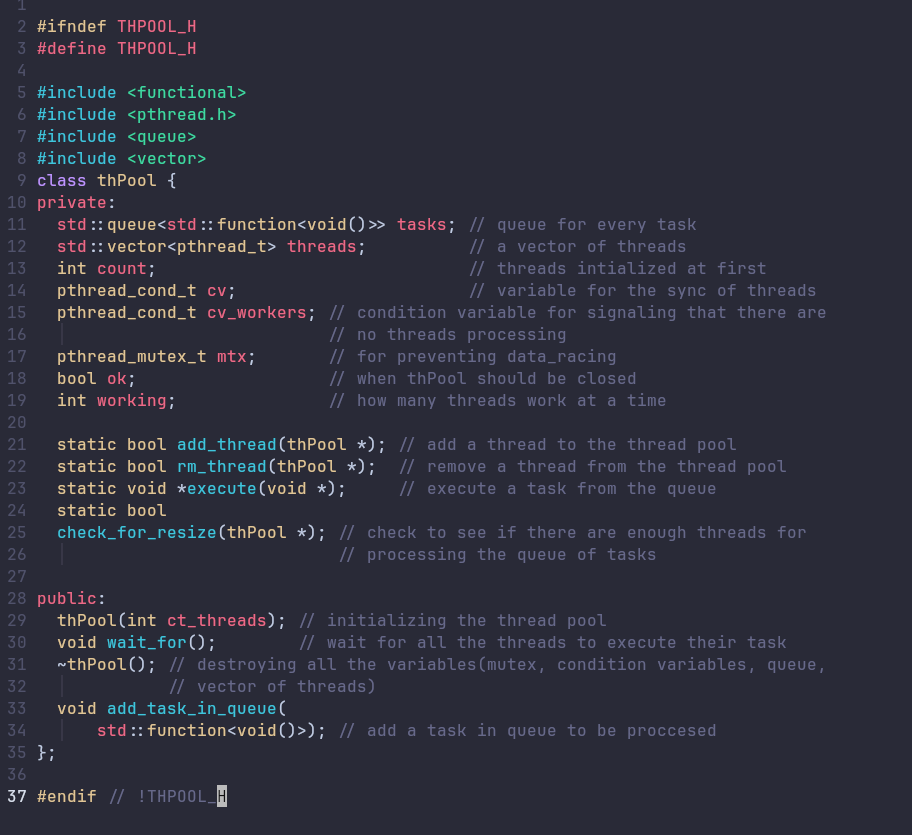 1
2 #ifndef THPOOL_H
3 #define THPOOL_H
4
5 #include <functional>
6 #include <pthread.h>
7 #include <queue>
8 #include <vector>
9 class thPool {
10 private:
11   std::queue<std::function<void()>> tasks; // queue for every task
12   std::vector<pthread_t> threads;          // a vector of threads
13   int count;                               // threads intialized at first
14   pthread_cond_t cv;                       // variable for the sync of threads
15   pthread_cond_t cv_workers; // condition variable for signaling that there are
16                              // no threads processing
17   pthread_mutex_t mtx;       // for preventing data_racing
18   bool ok;                   // when thPool should be closed
19   int working;               // how many threads work at a time
20
21   static bool add_thread(thPool *); // add a thread to the thread pool
22   static bool rm_thread(thPool *);  // remove a thread from the thread pool
23   static void *execute(void *);     // execute a task from the queue
24   static bool
25   check_for_resize(thPool *); // check to see if there are enough threads for
26                               // processing the queue of tasks
27
28 public:
29   thPool(int ct_threads); // initializing the thread pool
30   void wait_for();        // wait for all the threads to execute their task
31   ~thPool(); // destroying all the variables(mutex, condition variables, queue,
32              // vector of threads)
33   void add_task_in_queue(
34       std::function<void()>); // add a task in queue to be proccesed
35 };
36
37 #endif // !THPOOL_H